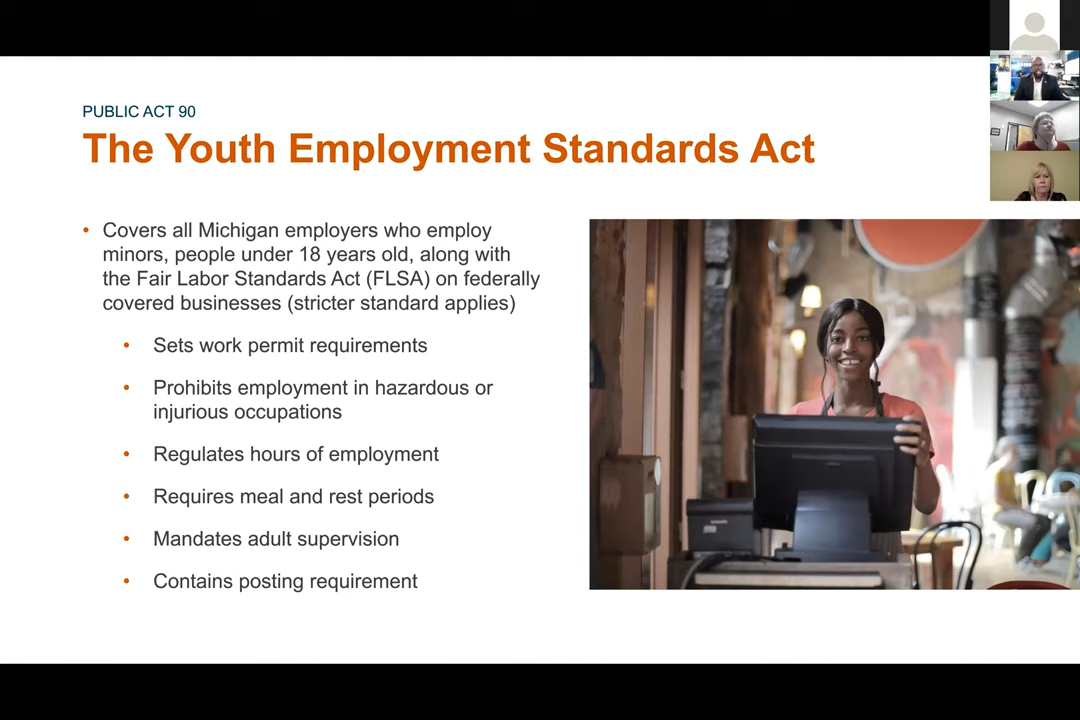 PUBLIC ACT 90
The Youth Employment Standards Act
• Covers all Michigan employers who employ
minors, people under 18 years old, along with
the Fair Labor Standards Act (FLSA) on federally
covered businesses (stricter standard applies)
• Sets work permit requirements
• Prohibits employment in hazardous or
injurious occupations
• Regulates hours of employment
• Requires meal and rest periods
• Mandates adult supervision
• Contains posting requirement